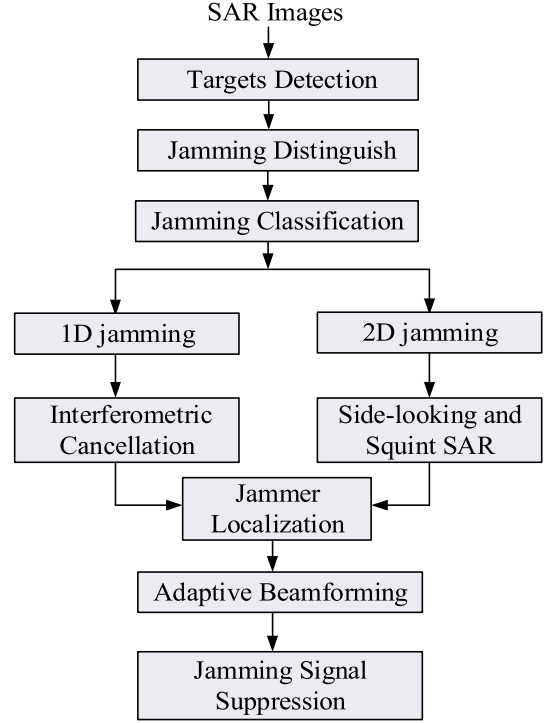 SAR Images
Targets Detection
Jamming Distinguish
Jamming Classification
1D jamming
2D jamming
Interferometric
Cancellation
Side-looking and
Squint SAR
Jammer
Localization
Adaptive Beamforming
Jamming Signal
Suppression